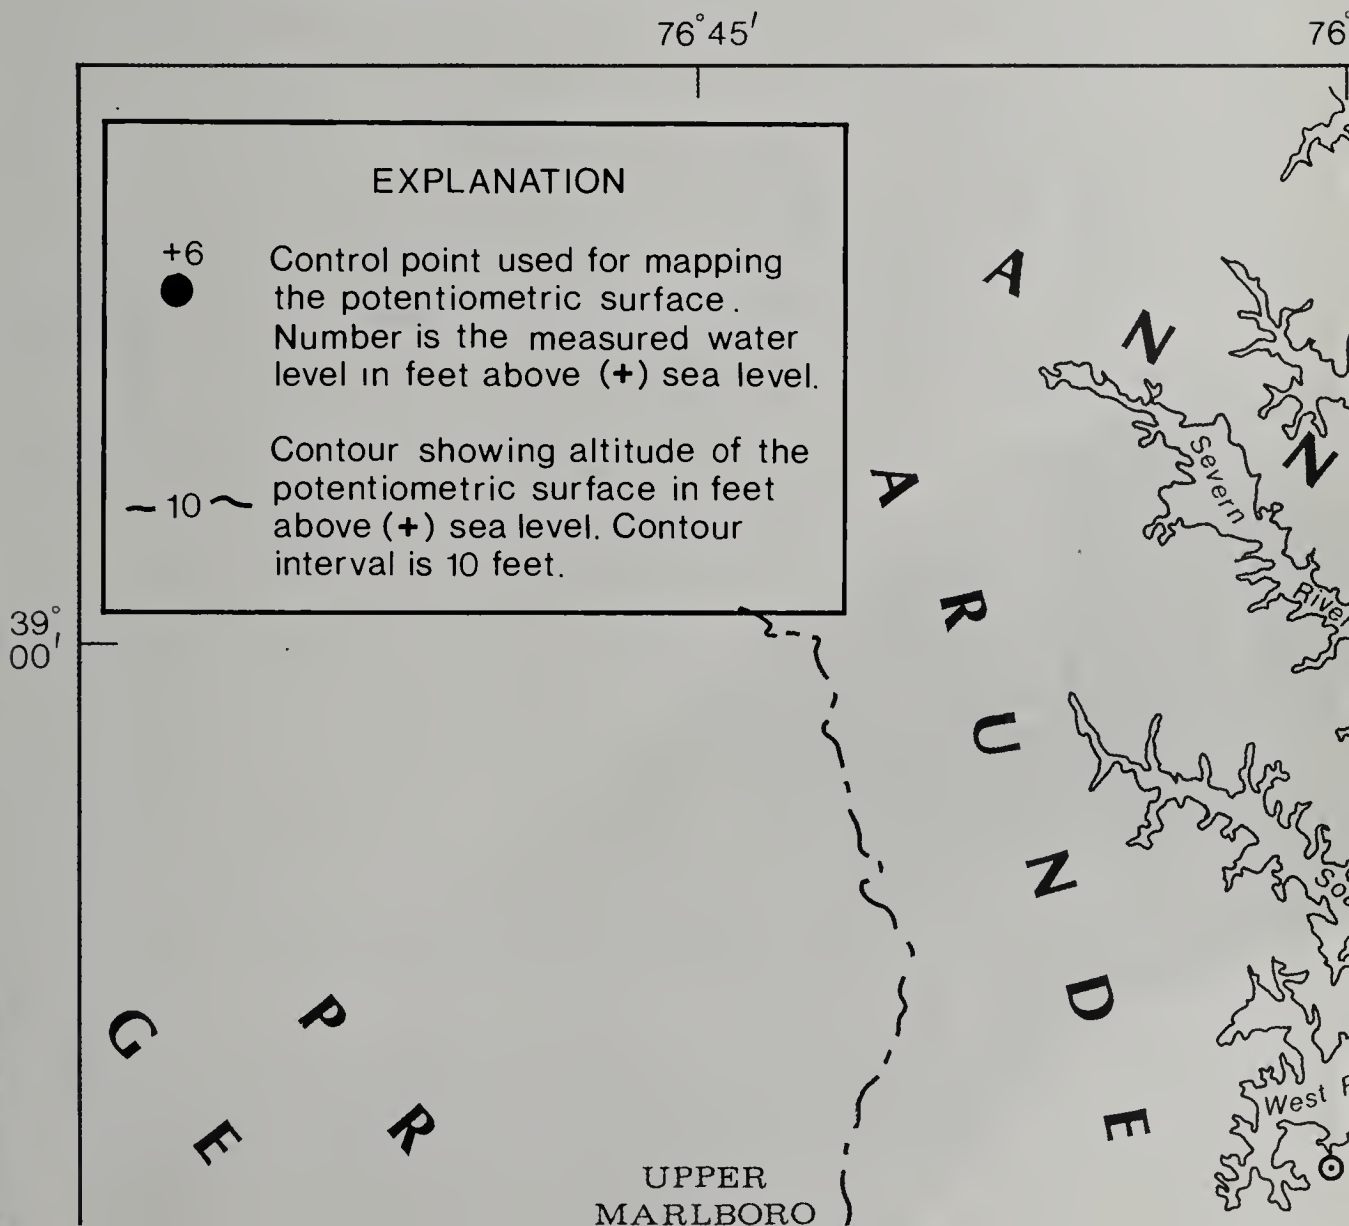 76°45'
76°
EXPLANATION
+6
Control point used for mapping
the potentiometric surface.
Number is the measured water
level in feet above (+) sea level.
Contour showing altitude of the
potentiometric surface in feet
above (+) sea level. Contour
interval is 10 feet.
10
39°
00'
A N N
A R U N D E
Severn
River
Sou
West R
P R
G E
UPPER
MARLBORO